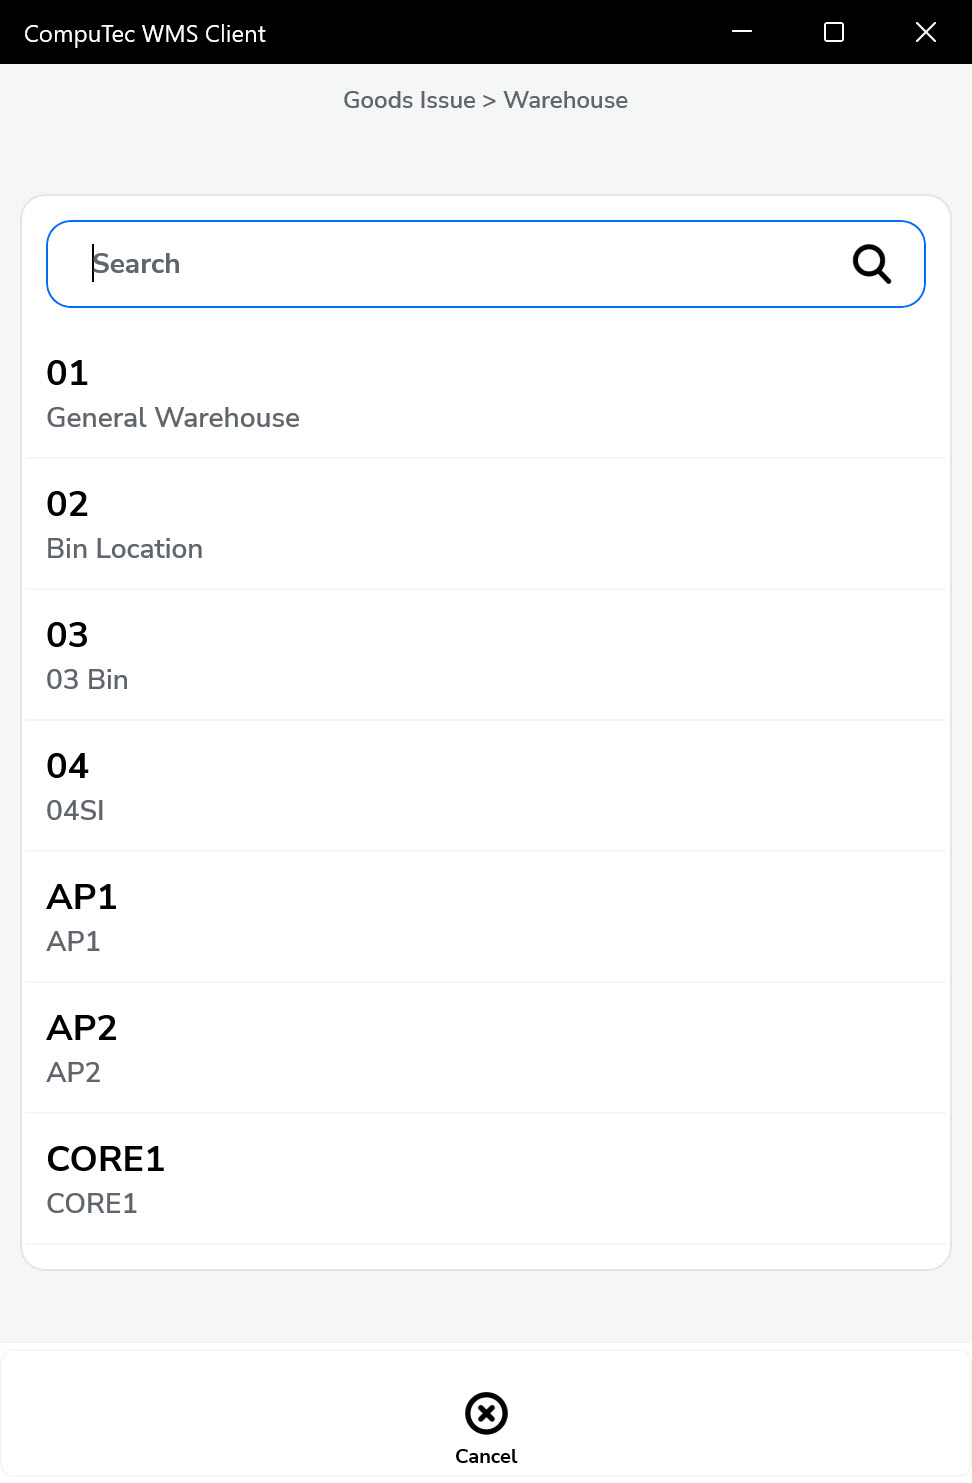 CompuTec WMS Client
Goods Issue > Warehouse
Search
01
General Warehouse
02
Bin Location
03
03 Bin
04
04SI
AP1
AP1
AP2
AP2
CORE1
CORE1
Cancel